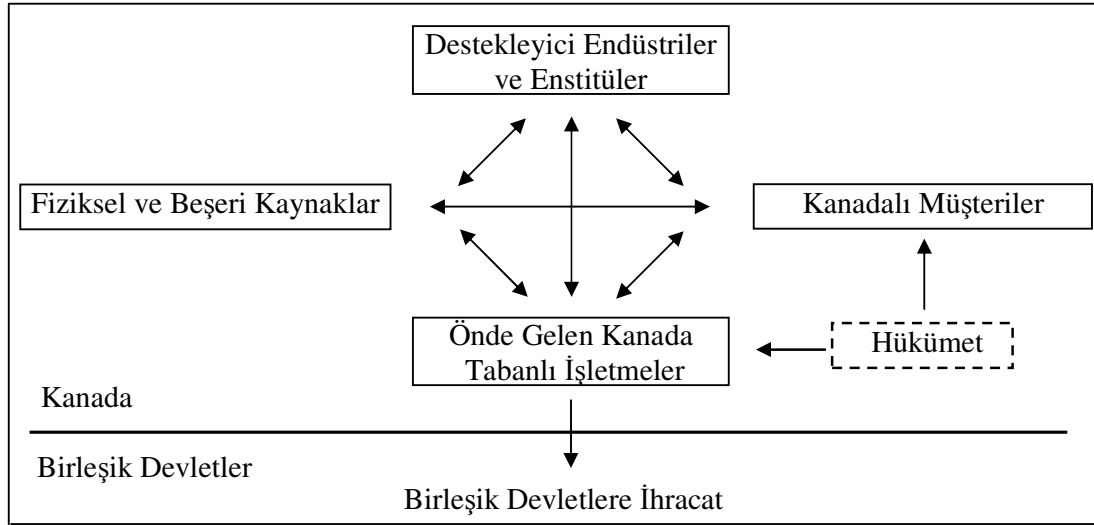 Destekleyici Endüstriler
ve Enstitüler
Fiziksel ve Beşeri Kaynaklar
Kanadalı Müşteriler
Önde Gelen Kanada
Tabanlı İşletmeler
Hükümet
Kanada
Birleşik Devletler
Birleşik Devletlere İhracat